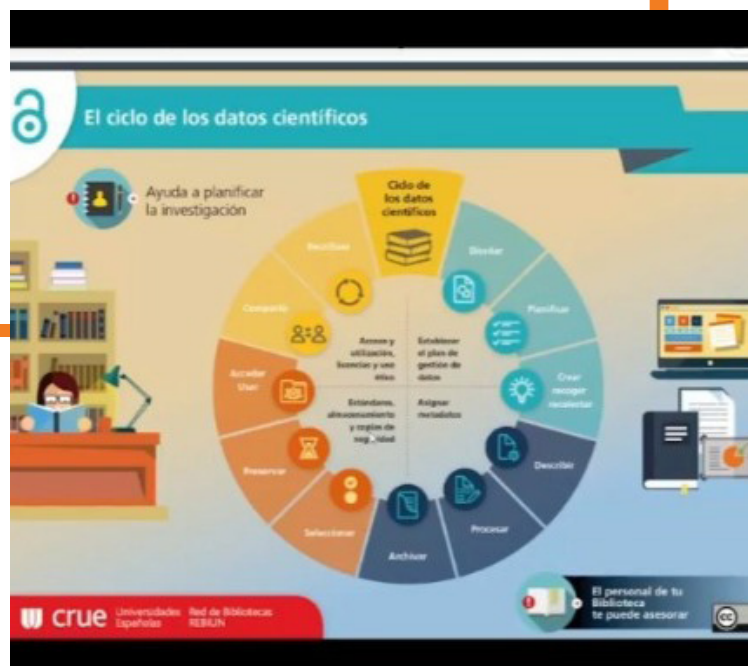 El ciclo de los datos científicos
Ayuda a planificar
la investigación
Ciclo de
los datos
científicos
Diseñar
Planificar
Crear
recoger
recolectar
Describir
Procesar
Archivar
Seleccionar
Preservar
Acceder
Usar
Compartir
Reutilizar
Acceso y
utilización,
licencias y uso
ético
Establecer
el plan de
gestión de
datos
Estándares,
almacenamiento
y reglas de
seguridad
Asignar
metadatos
crue
Universidades
Españolas
Red de Bibliotecas
REBIUN
El personal de tu
Biblioteca
te puede asesorar
cc